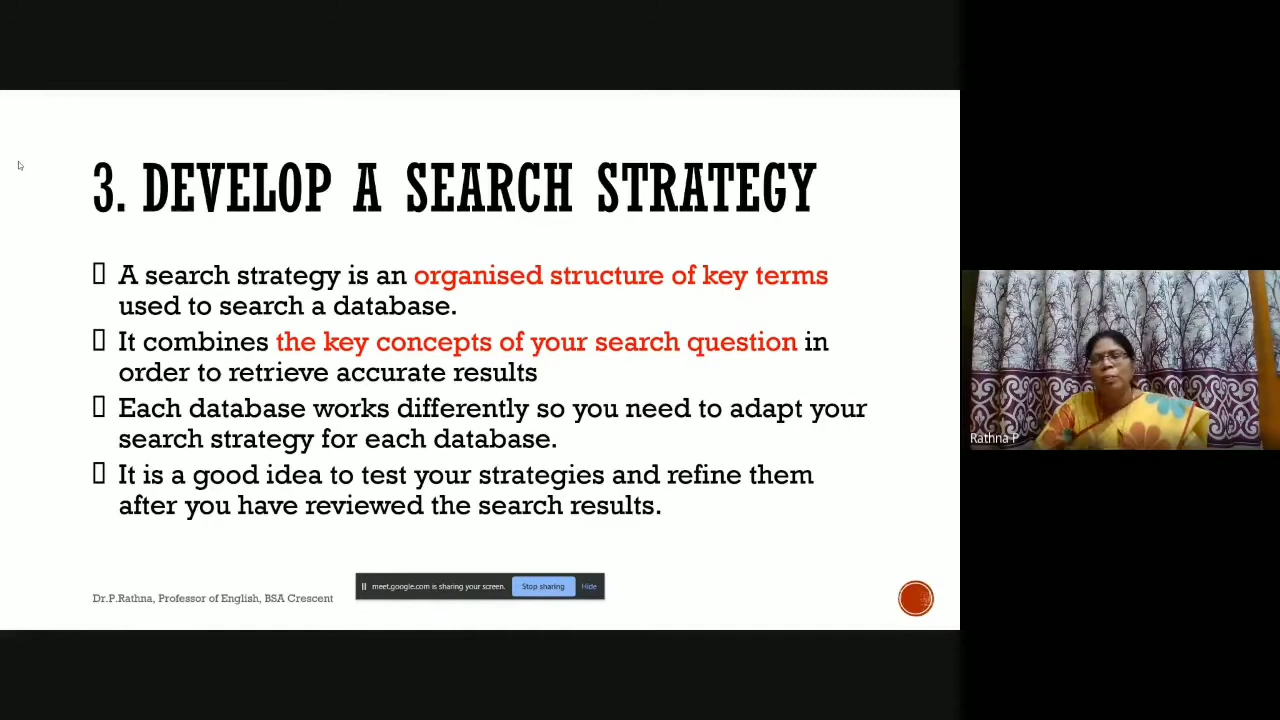 3. DEVELOP A SEARCH STRATEGY
A search strategy is an organised structure of key terms
used to search a database.
It combines the key concepts of your search question in
order to retrieve accurate results
Each database works differently so you need to adapt your
search strategy for each database.
It is a good idea to test your strategies and refine them
after you have reviewed the search results.
Dr.P.Rathna, Professor of English, BSA Crescent
meet.google.com is sharing your screen. Stop sharing Hide
Rathna P